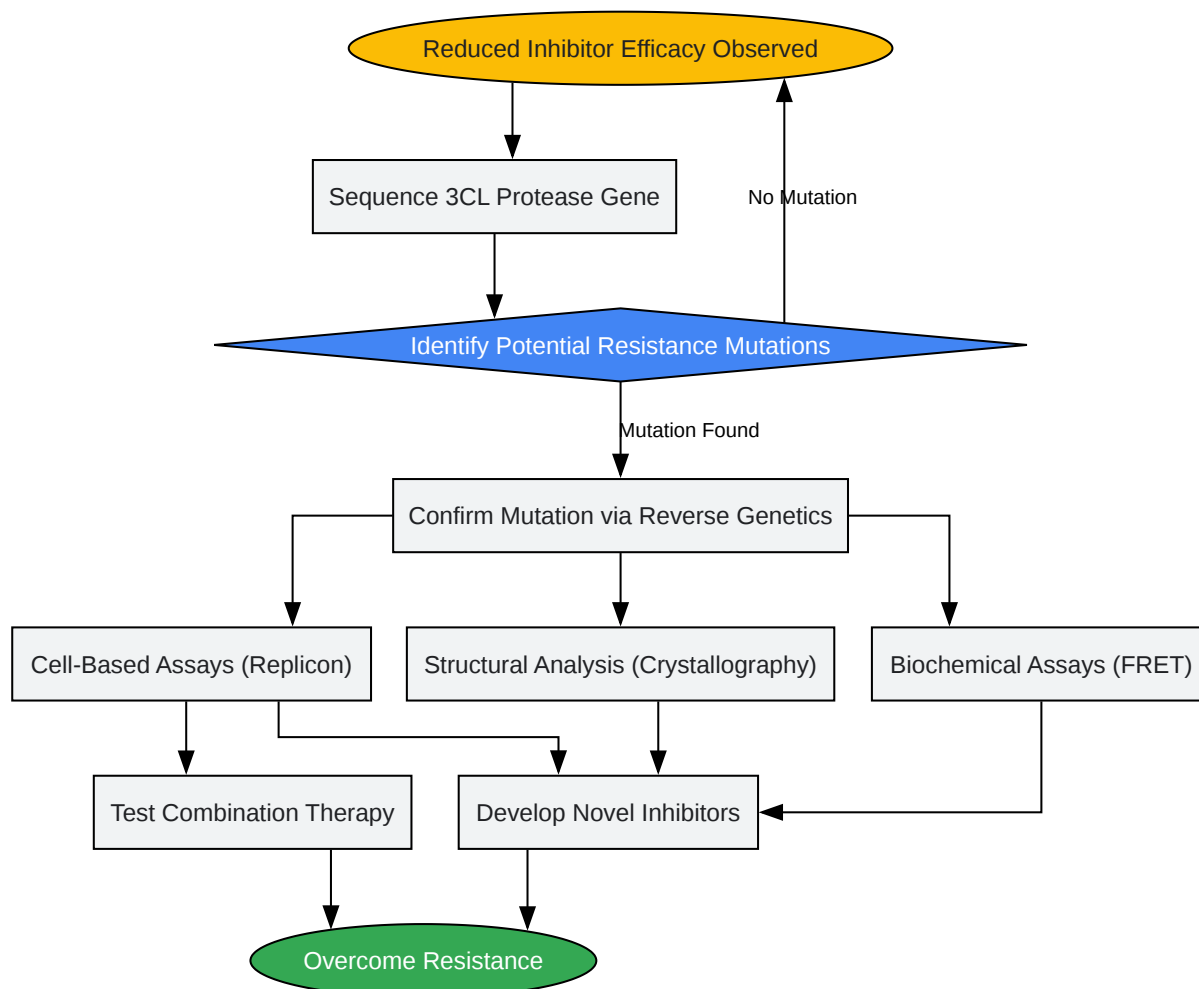 Reduced Inhibitor Efficacy Observed
Sequence 3CL Protease Gene
No Mutation
Identify Potential Resistance Mutations
Mutation Found
Confirm Mutation via Reverse Genetics
Cell-Based Assays (Replicon)
Structural Analysis (Crystallography)
Biochemical Assays (FRET)
Test Combination Therapy
Develop Novel Inhibitors
Overcome Resistance